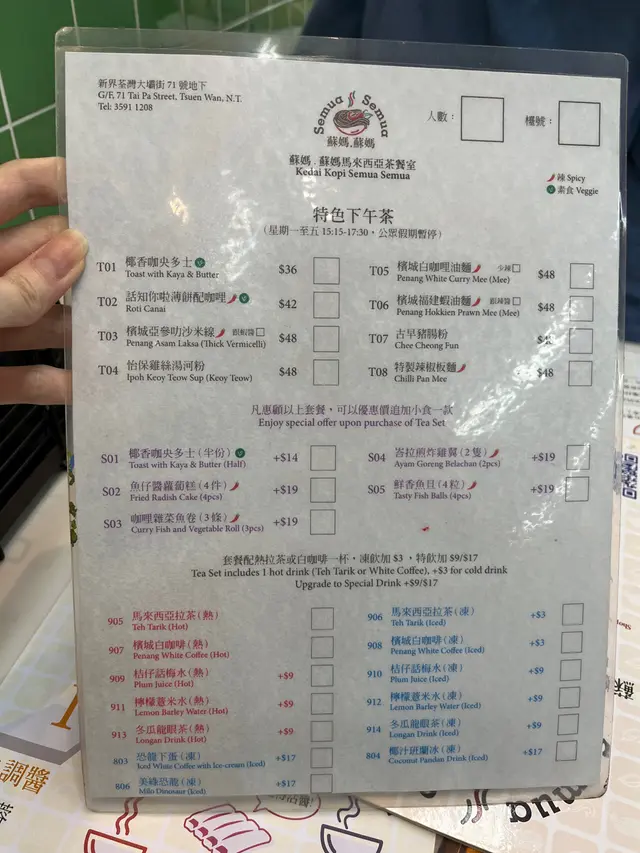 新界荃灣大壩街 71 號地下
G/F, 71 Tai Pa Street, Tsuen Wan, N.T.
Tel: 3591 1208
Semua Semua
蘇媽.蘇媽
蘇媽．蘇媽馬來西亞茶餐室
Kedai Kopi Semua Semua
人數：
檯號：
辣 Spicy
素食 Veggie
特色下午茶
（星期一至五 15:15-17:30，公眾假期暫停）
T01 椰香咖央多士 $36
Toast with Kaya & Butter
T02 話知你啦薄餅配咖哩 $42
Roti Canai
T03 檳城亞參叻沙米線 跟蝦醬 $48
Penang Asam Laksa (Thick Vermicelli)
T04 怡保雞絲湯河粉 $48
Ipoh Keoy Teow Sup (Keoy Teow)
T05 檳城白咖哩油麵 少辣 $48
Penang White Curry Mee (Mee)
T06 檳城福建蝦油麵 跟辣醬 $48
Penang Hokkien Prawn Mee (Mee)
T07 古早豬腸粉
Chee Cheong Fun
T08 特製辣椒板麵 $48
Chilli Pan Mee
凡惠顧以上套餐，可以優惠價追加小食一款
Enjoy special offer upon purchase of Tea Set
S01 椰香咖央多士（半份） +$14
Toast with Kaya & Butter (Half)
S02 魚仔醬蘿蔔糕（4 件） +$19
Fried Radish Cake (4pcs)
S03 咖哩雜菜魚卷（3 條） +$19
Curry Fish and Vegetable Roll (3pcs)
S04 峇拉煎炸雞翼（2 隻） +$19
Ayam Goreng Belachan (2pcs)
S05 鮮香魚旦（4 粒） +$19
Tasty Fish Balls (4pcs)
套餐配熱拉茶或白咖啡一杯，凍飲加 $3 ，特飲加 $9/$17
Tea Set includes 1 hot drink (Teh Tarik or White Coffee), +$3 for cold drink
Upgrade to Special Drink +$9/$17
905 馬來西亞拉茶（熱）
Teh Tarik (Hot)
907 檳城白咖啡（熱）
Penang White Coffee (Hot)
909 桔仔話梅水（熱） +$9
Plum Juice (Hot)
911 檸檬薏米水（熱） +$9
Lemon Barley Water (Hot)
913 冬瓜龍眼茶（熱） +$9
Longan Drink (Hot)
803 恐龍下蛋（凍） +$17
Iced White Coffee with Ice-cream (Iced)
806 美祿恐龍（凍） +$17
Milo Dinosaur (Iced)
906 馬來西亞拉茶（凍） +$3
Teh Tarik (Iced)
908 檳城白咖啡（凍） +$3
Penang White Coffee (Iced)
910 桔仔話梅水（凍） +$9
Plum Juice (Iced)
912 檸檬薏米水（凍） +$9
Lemon Barley Water (Iced)
914 冬瓜龍眼茶（凍） +$9
Longan Drink (Iced)
804 椰汁班蘭冰（凍） +$17
Coconut Pandan Drink (Iced)